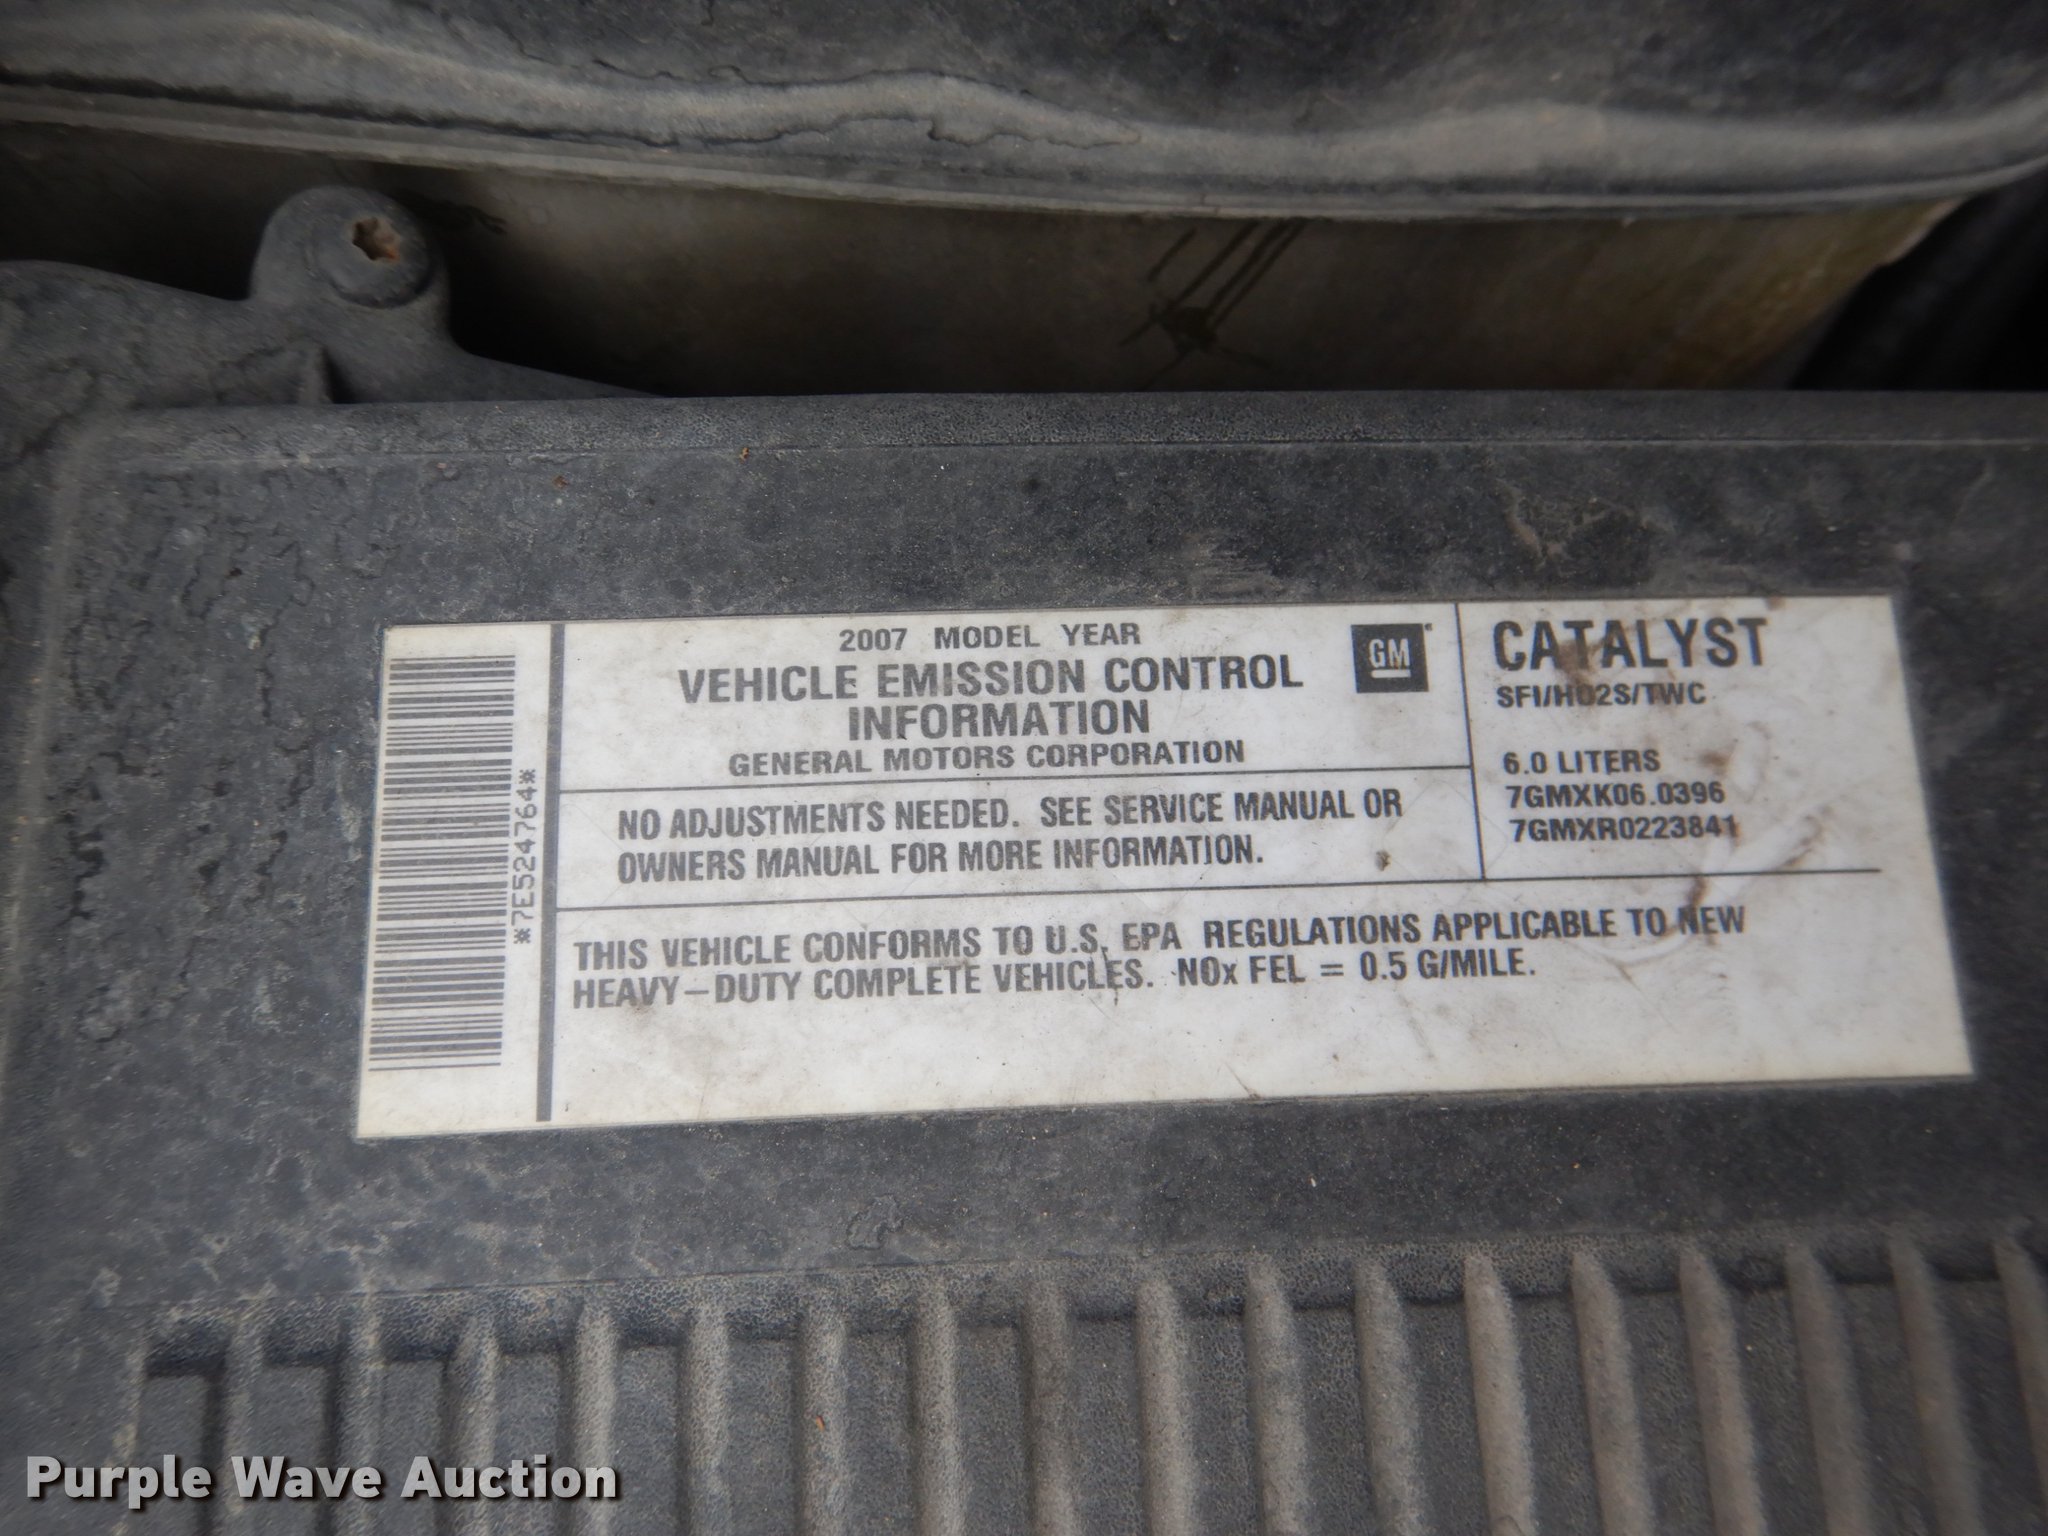 2007 MODEL YEAR
VEHICLE EMISSION CONTROL
INFORMATION
GENERAL MOTORS CORPORATION
GM
NO ADJUSTMENTS NEEDED. SEE SERVICE MANUAL OR
OWNERS MANUAL FOR MORE INFORMATION.
CATALYST
SFI/HO2S/TWC
6.0 LITERS
7GMXK06.0396
7GMXR0223841
THIS VEHICLE CONFORMS TO U.S. EPA REGULATIONS APPLICABLE TO NEW
HEAVY-DUTY COMPLETE VEHICLES. NOx FEL = 0.5 G/MILE.
*7E524764*
Purple Wave Auction